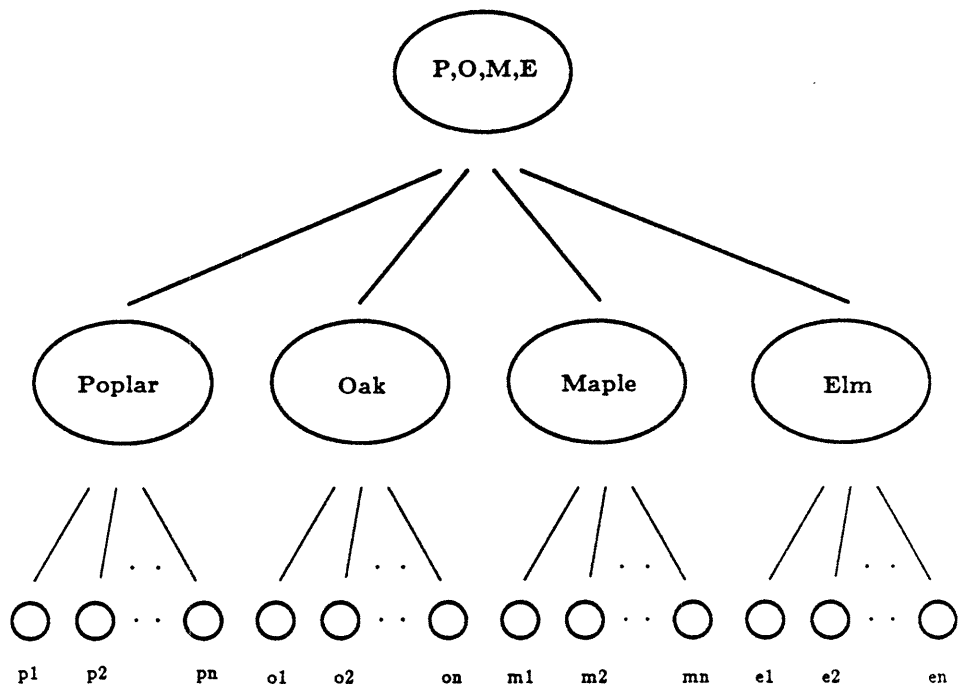 P,O,M,E
Poplar Oak Maple Elm
. . . . . . . .
. . . . . . . .
p1 p2 pn o1 o2 on m1 m2 mn e1 e2 en